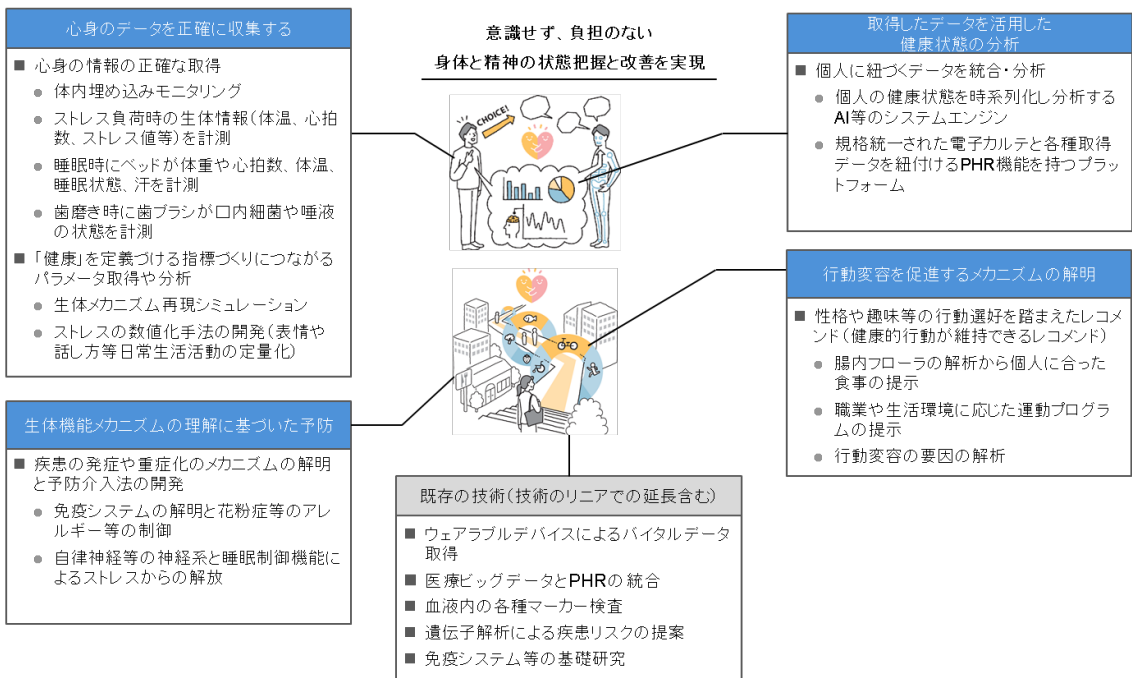 心身のデータを正確に収集する
■ 心身の情報の正確な取得
● 体内埋め込みモニタリング
● ストレス負荷時の生体情報(体温、心拍
数、ストレス値等)を計測
● 睡眠時にベッドが体重や心拍数、体温、
睡眠状態、汗を計測
● 歯磨き時に歯ブラシが口内細菌や唾液
の状態を計測
■ 「健康」を定義づける指標づくりにつながる
パラメータ取得や分析
● 生体メカニズム再現シミュレーション
● ストレスの数値化手法の開発(表情や
話し方等日常生活活動の定量化)
生体機能メカニズムの理解に基づいた予防
■ 疾患の発症や重症化のメカニズムの解明
と予防介入法の開発
● 免疫システムの解明と花粉症等のアレ
ルギー等の制御
● 自律神経等の神経系と睡眠制御機能に
よるストレスからの解放
意識せず、負担のない
身体と精神の状態把握と改善を実現
CHOICE!
既存の技術(技術のリニアでの延長含む)
■ ウェアラブルデバイスによるバイタルデータ
取得
■ 医療ビッグデータとPHRの統合
■ 血液内の各種マーカー検査
■ 遺伝子解析による疾患リスクの提案
■ 免疫システム等の基礎研究
取得したデータを活用した
健康状態の分析
■ 個人に紐づくデータを統合・分析
● 個人の健康状態を時系列化し分析する
AI等のシステムエンジン
● 規格統一された電子カルテと各種取得
データを紐付けるPHR機能を持つプラッ
トフォーム
行動変容を促進するメカニズムの解明
■ 性格や趣味等の行動選好を踏まえたレコメ
ンド(健康的行動が維持できるレコメンド)
● 腸内フローラの解析から個人に合った
食事の提示
● 職業や生活環境に応じた運動プログラ
ムの提示
● 行動変容の要因の解析